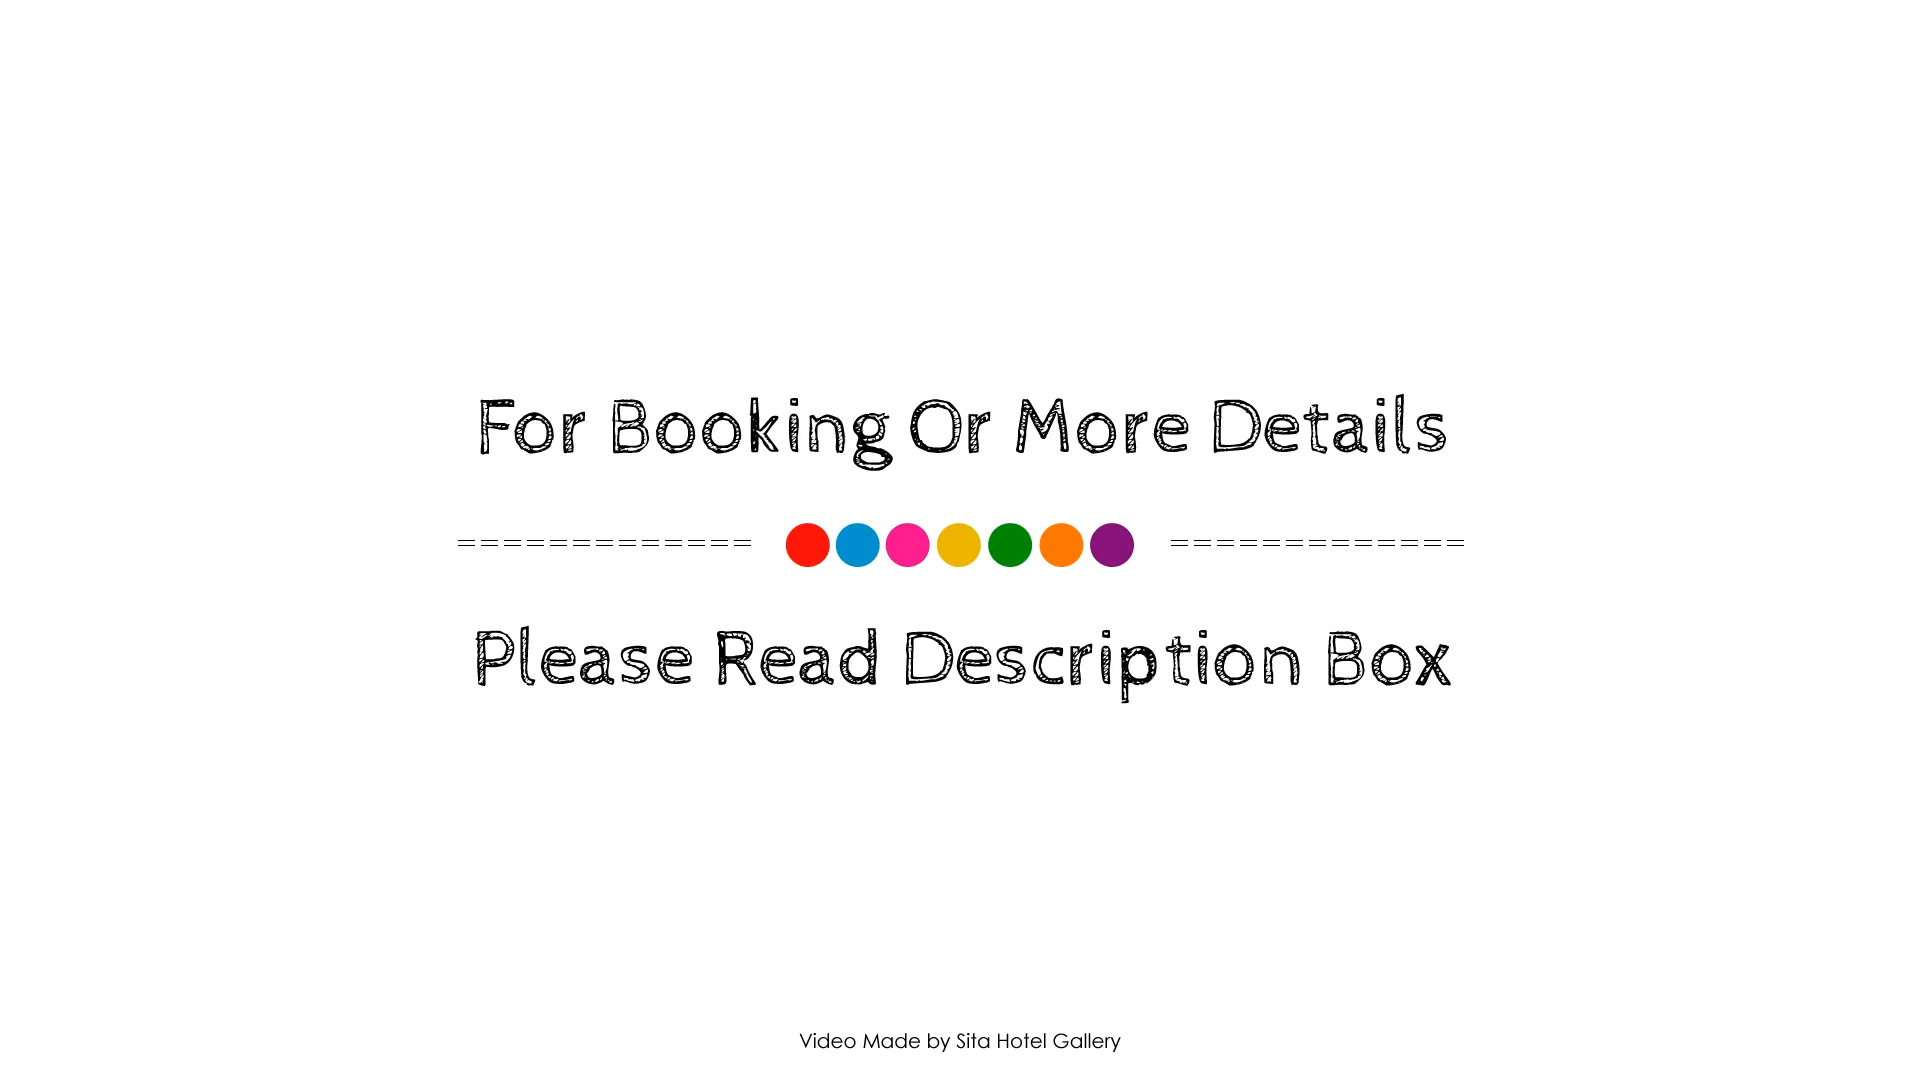 For Booking Or More Details
============= =============
Please Read Description Box
Video Made by Sita Hotel Gallery